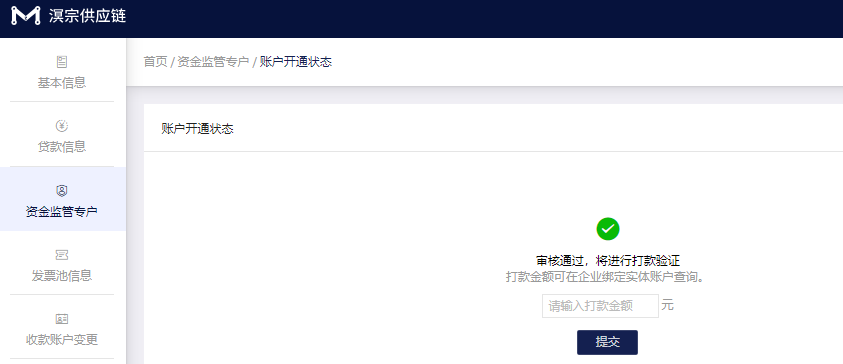 溟宗供应链
首页 / 资金监管专户 / 账户开通状态
基本信息
贷款信息
资金监管专户
发票池信息
收款账户变更
账户开通状态
审核通过，将进行打款验证
打款金额可在企业绑定实体账户查询。
请输入打款金额 元
提交